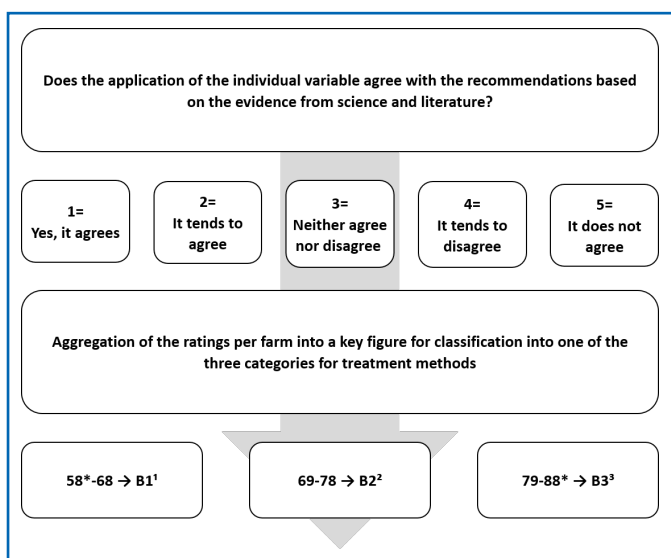 Does the application of the individual variable agree with the recommendations based
on the evidence from science and literature?
1=
Yes, it agrees
2=
It tends to
agree
3=
Neither agree
nor disagree
4=
It tends to
disagree
5=
It does not
agree
Aggregation of the ratings per farm into a key figure for classification into one of the
three categories for treatment methods
58*-68 → B1¹
69-78 → B2²
79-88* → B3³